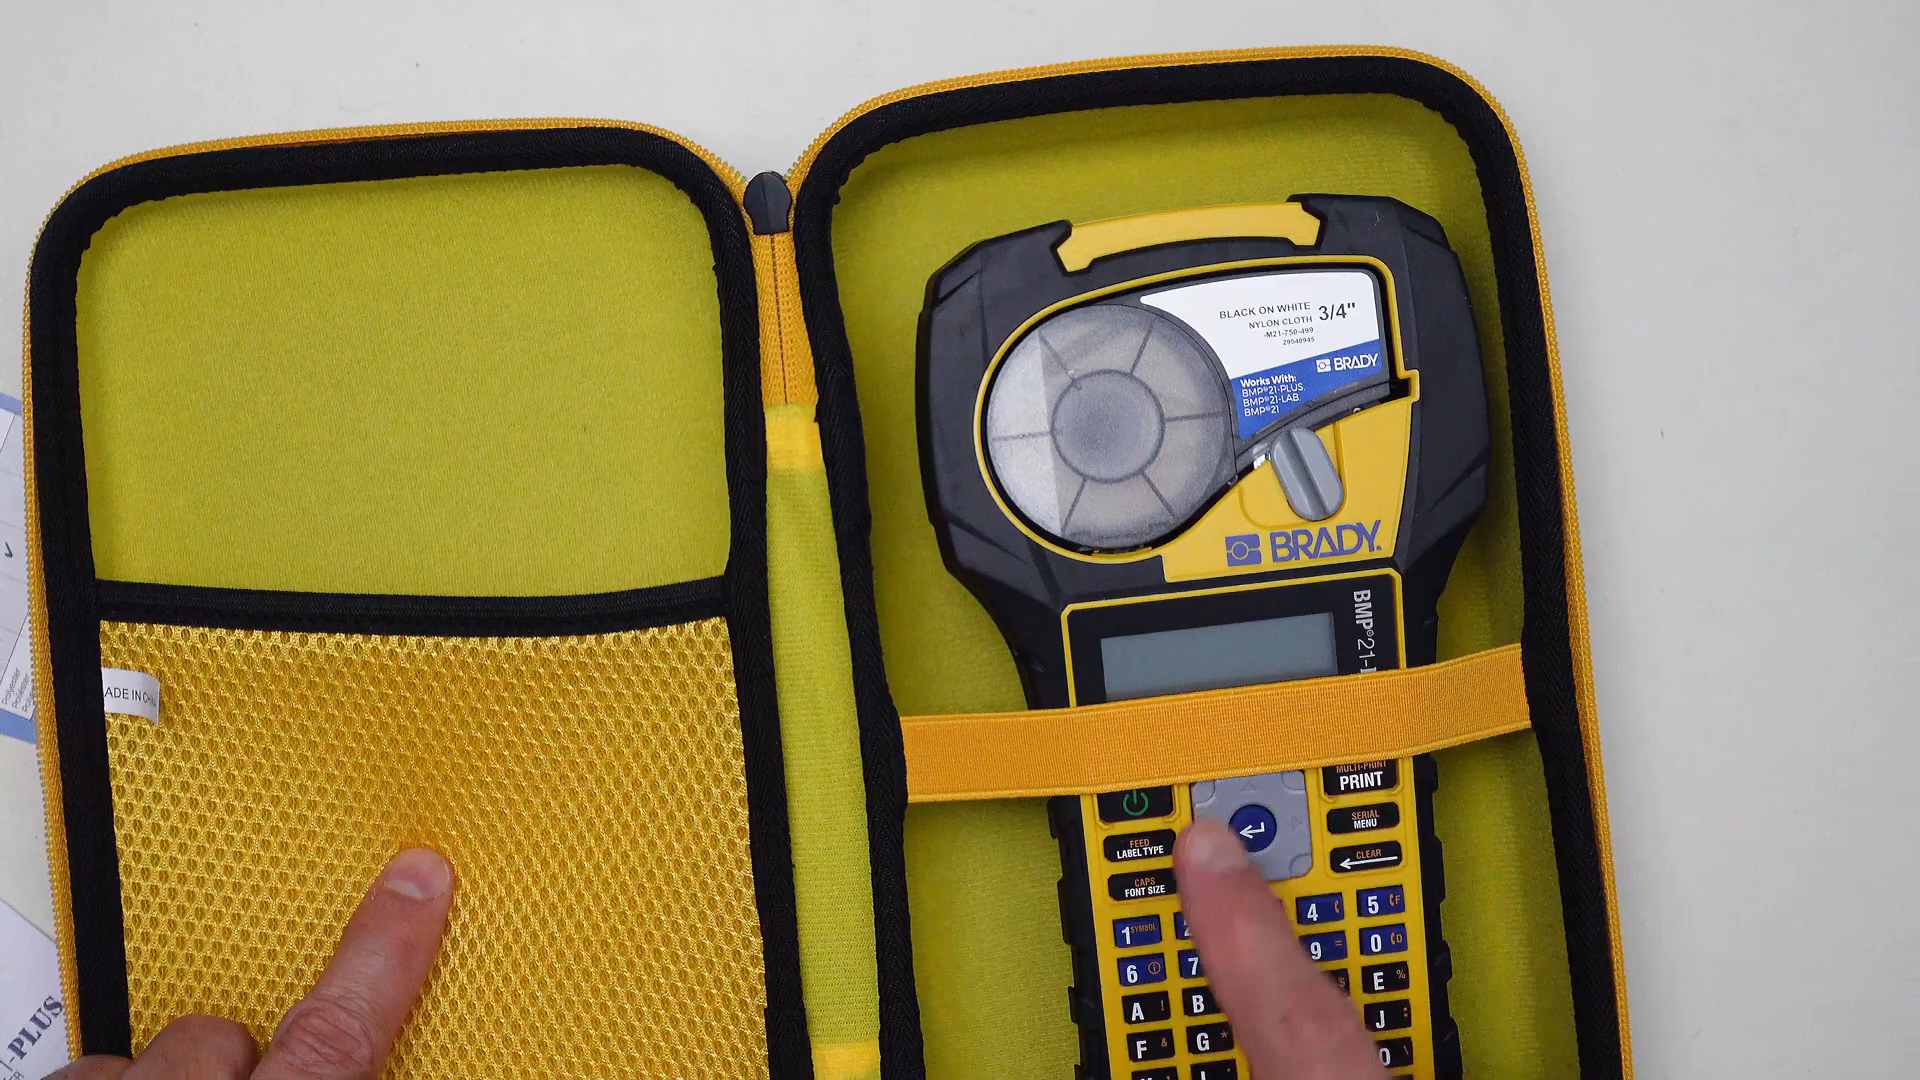 BLACK ON WHITE 3/4"
NYLON CLOTH
-M21-750-499
29540945
BRADY
Works With:
BMP®21-PLUS,
BMP®21-LAB,
BMP®21
BRADY.
BMP®21-
MULTI-PRINT
PRINT
SERIAL
MENU
FEED
LABEL TYPE
CLEAR
CAPS
FONT SIZE
1 SYMBOL
4
5
9 =
0
6
7
E %
A !
B
J :
F &
G *
O \
ADE IN CH
Polyester
-PLUS